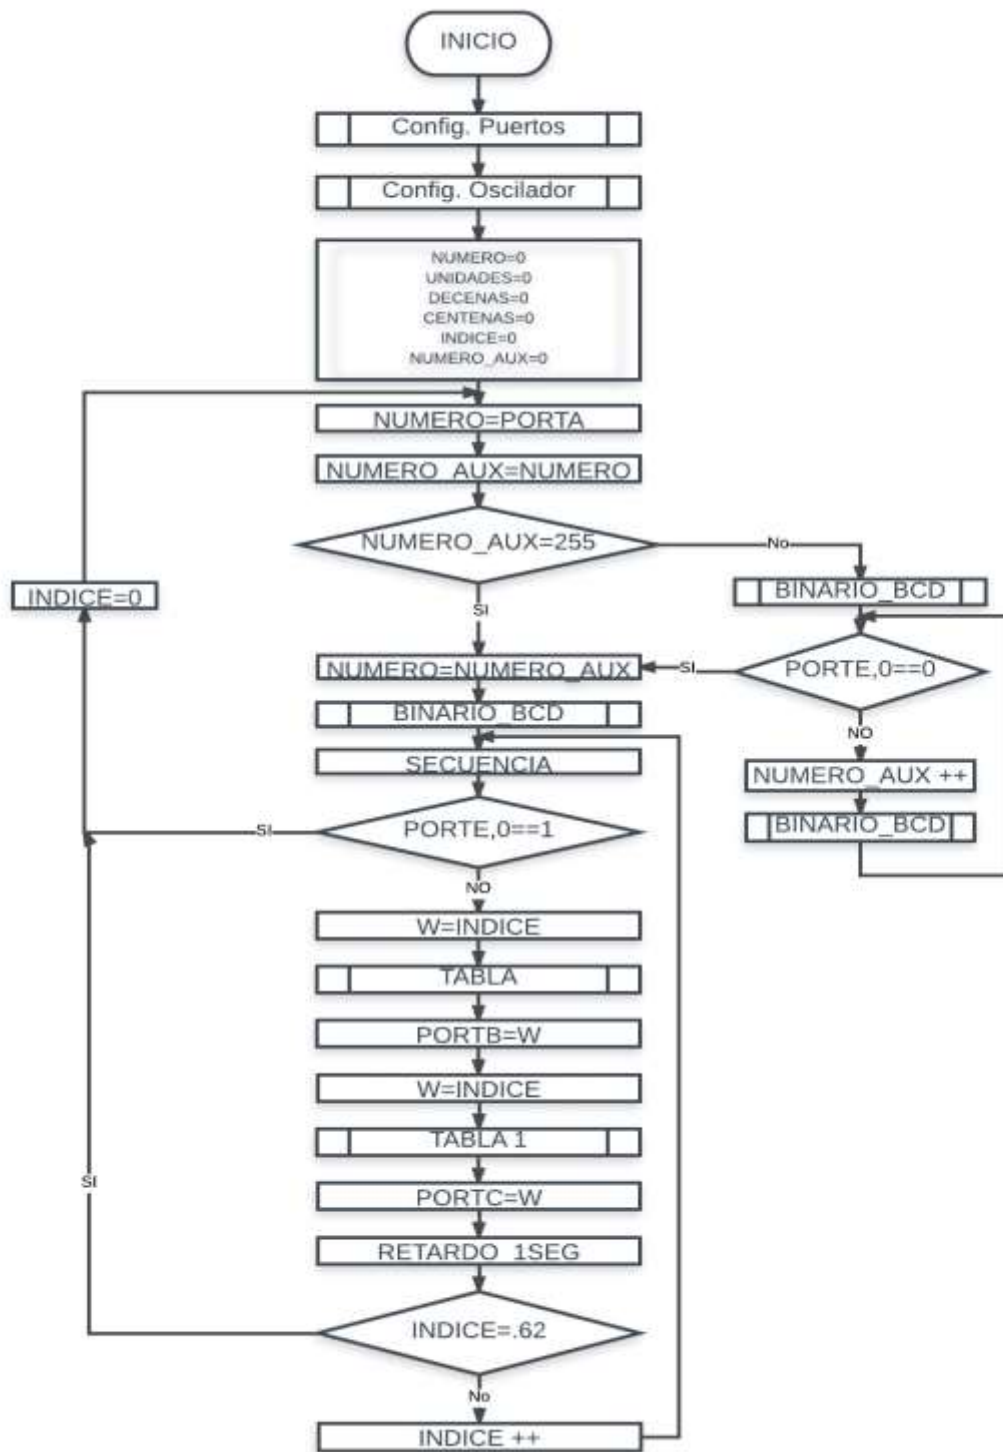 INICIO
Config. Puertos
Config. Oscilador
NUMERO=0
UNIDADES=0
DECENAS=0
CENTENAS=0
INDICE=0
NUMERO_AUX=0
NUMERO=PORTA
NUMERO_AUX=NUMERO
NUMERO_AUX=255
No
BINARIO_BCD
INDICE=0
SI
PORTE,0==0
SI
NUMERO=NUMERO_AUX
BINARIO_BCD
NO
NUMERO_AUX ++
SECUENCIA
BINARIO_BCD
PORTE,0==1
SI
NO
W=INDICE
TABLA
PORTB=W
W=INDICE
TABLA 1
SI
PORTC=W
RETARDO_1SEG
INDICE=.62
No
INDICE ++